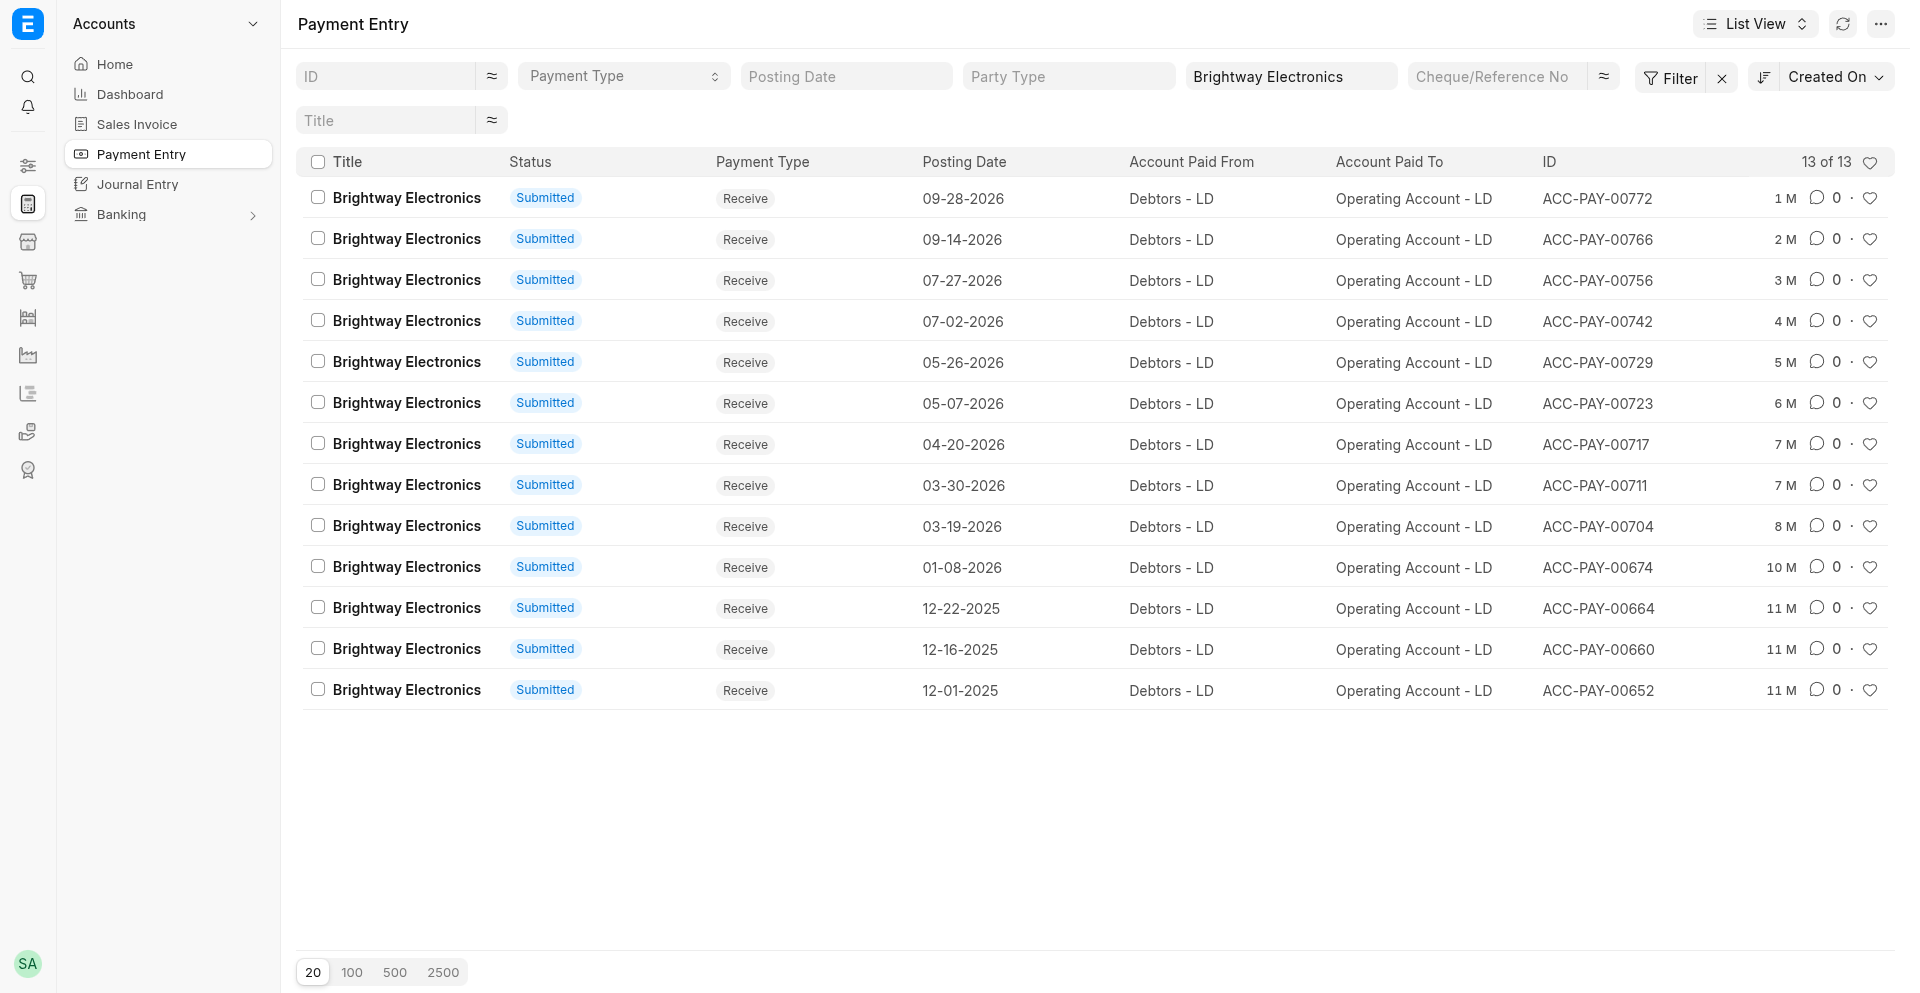 E
Accounts
Home
Dashboard
Sales Invoice
Payment Entry
Journal Entry
Banking
SA
Payment Entry
List View
ID ≈ Payment Type Posting Date Party Type Brightway Electronics Cheque/Reference No ≈ Filter Created On
Title ≈
Title Status Payment Type Posting Date Account Paid From Account Paid To ID 13 of 13
Brightway Electronics Submitted Receive 09-28-2026 Debtors - LD Operating Account - LD ACC-PAY-00772 1 M 0 ·
Brightway Electronics Submitted Receive 09-14-2026 Debtors - LD Operating Account - LD ACC-PAY-00766 2 M 0 ·
Brightway Electronics Submitted Receive 07-27-2026 Debtors - LD Operating Account - LD ACC-PAY-00756 3 M 0 ·
Brightway Electronics Submitted Receive 07-02-2026 Debtors - LD Operating Account - LD ACC-PAY-00742 4 M 0 ·
Brightway Electronics Submitted Receive 05-26-2026 Debtors - LD Operating Account - LD ACC-PAY-00729 5 M 0 ·
Brightway Electronics Submitted Receive 05-07-2026 Debtors - LD Operating Account - LD ACC-PAY-00723 6 M 0 ·
Brightway Electronics Submitted Receive 04-20-2026 Debtors - LD Operating Account - LD ACC-PAY-00717 7 M 0 ·
Brightway Electronics Submitted Receive 03-30-2026 Debtors - LD Operating Account - LD ACC-PAY-00711 7 M 0 ·
Brightway Electronics Submitted Receive 03-19-2026 Debtors - LD Operating Account - LD ACC-PAY-00704 8 M 0 ·
Brightway Electronics Submitted Receive 01-08-2026 Debtors - LD Operating Account - LD ACC-PAY-00674 10 M 0 ·
Brightway Electronics Submitted Receive 12-22-2025 Debtors - LD Operating Account - LD ACC-PAY-00664 11 M 0 ·
Brightway Electronics Submitted Receive 12-16-2025 Debtors - LD Operating Account - LD ACC-PAY-00660 11 M 0 ·
Brightway Electronics Submitted Receive 12-01-2025 Debtors - LD Operating Account - LD ACC-PAY-00652 11 M 0 ·
20 100 500 2500